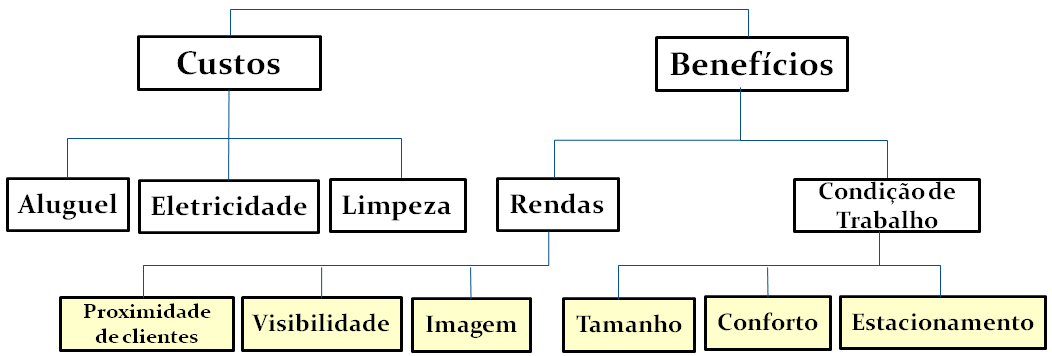 Custos
Benefícios
Aluguel
Eletricidade
Limpeza
Rendas
Condição de
Trabalho
Proximidade
de clientes
Visibilidade
Imagem
Tamanho
Conforto
Estacionamento